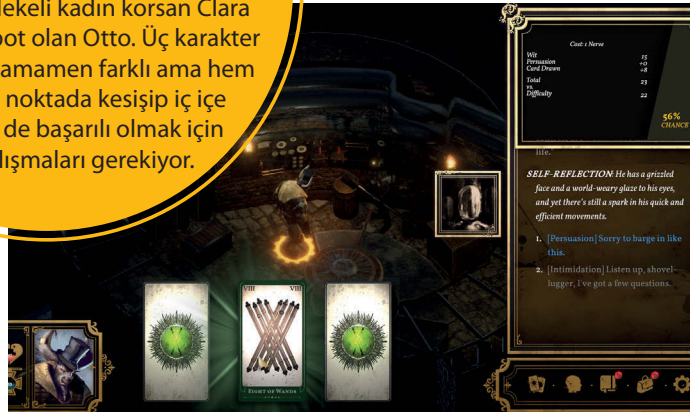 lekeli kadın korsan Clara
bot olan Otto. Üç karakter
amamen farklı ama hem
noktada kesişip iç içe
de başarılı olmak için
lışmaları gerekiyor.
Cost: 1 Nerve
Wit 15
Persuasion +0
Card Drawn +8
Total 23
vs.
Difficulty 22
56%
CHANCE
life."
SELF-REFLECTION: He has a grizzled
face and a world-weary glaze to his eyes,
and yet there's still a spark in his quick and
efficient movements.
1. [Persuasion] Sorry to barge in like
this.
2. [Intimidation] Listen up, shovel-
lugger, I've got a few questions.
VIII VIII
EIGHT OF WANDS